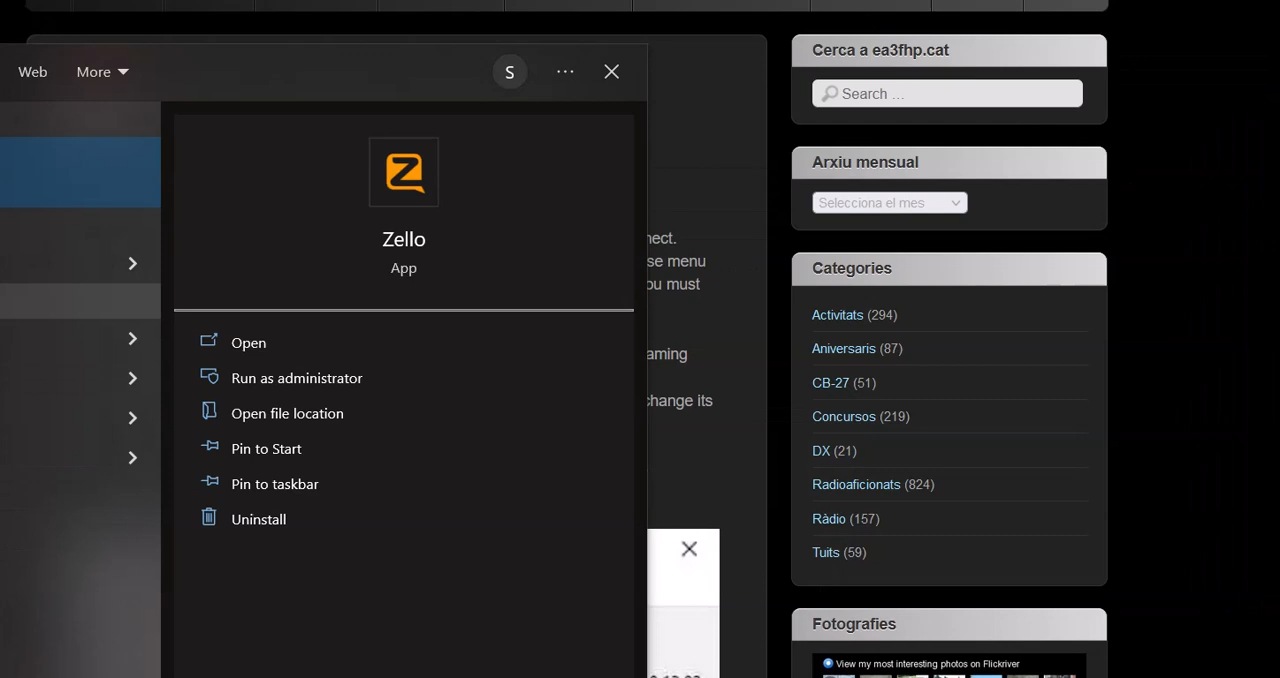 Web
More
S
Zello
App
Open
Run as administrator
Open file location
Pin to Start
Pin to taskbar
Uninstall
se menu
ou must
aming
change its
Cerca a ea3fhp.cat
Search ...
Arxiu mensual
Selecciona el mes
Categories
Activitats (294)
Aniversaris (87)
CB-27 (51)
Concursos (219)
DX (21)
Radioaficionats (824)
Ràdio (157)
Tuits (59)
Fotografies
View my most interesting photos on Flickriver